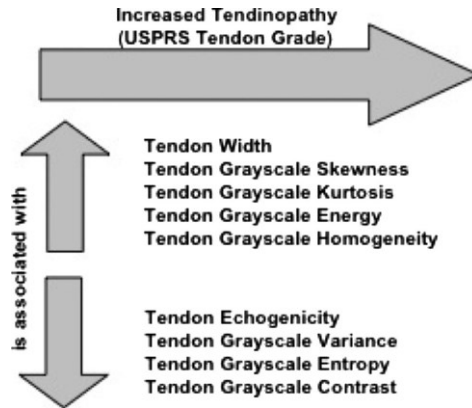 Increased Tendinopathy
(USPRS Tendon Grade)
is associated with
Tendon Width
Tendon Grayscale Skewness
Tendon Grayscale Kurtosis
Tendon Grayscale Energy
Tendon Grayscale Homogeneity
Tendon Echogenicity
Tendon Grayscale Variance
Tendon Grayscale Entropy
Tendon Grayscale Contrast